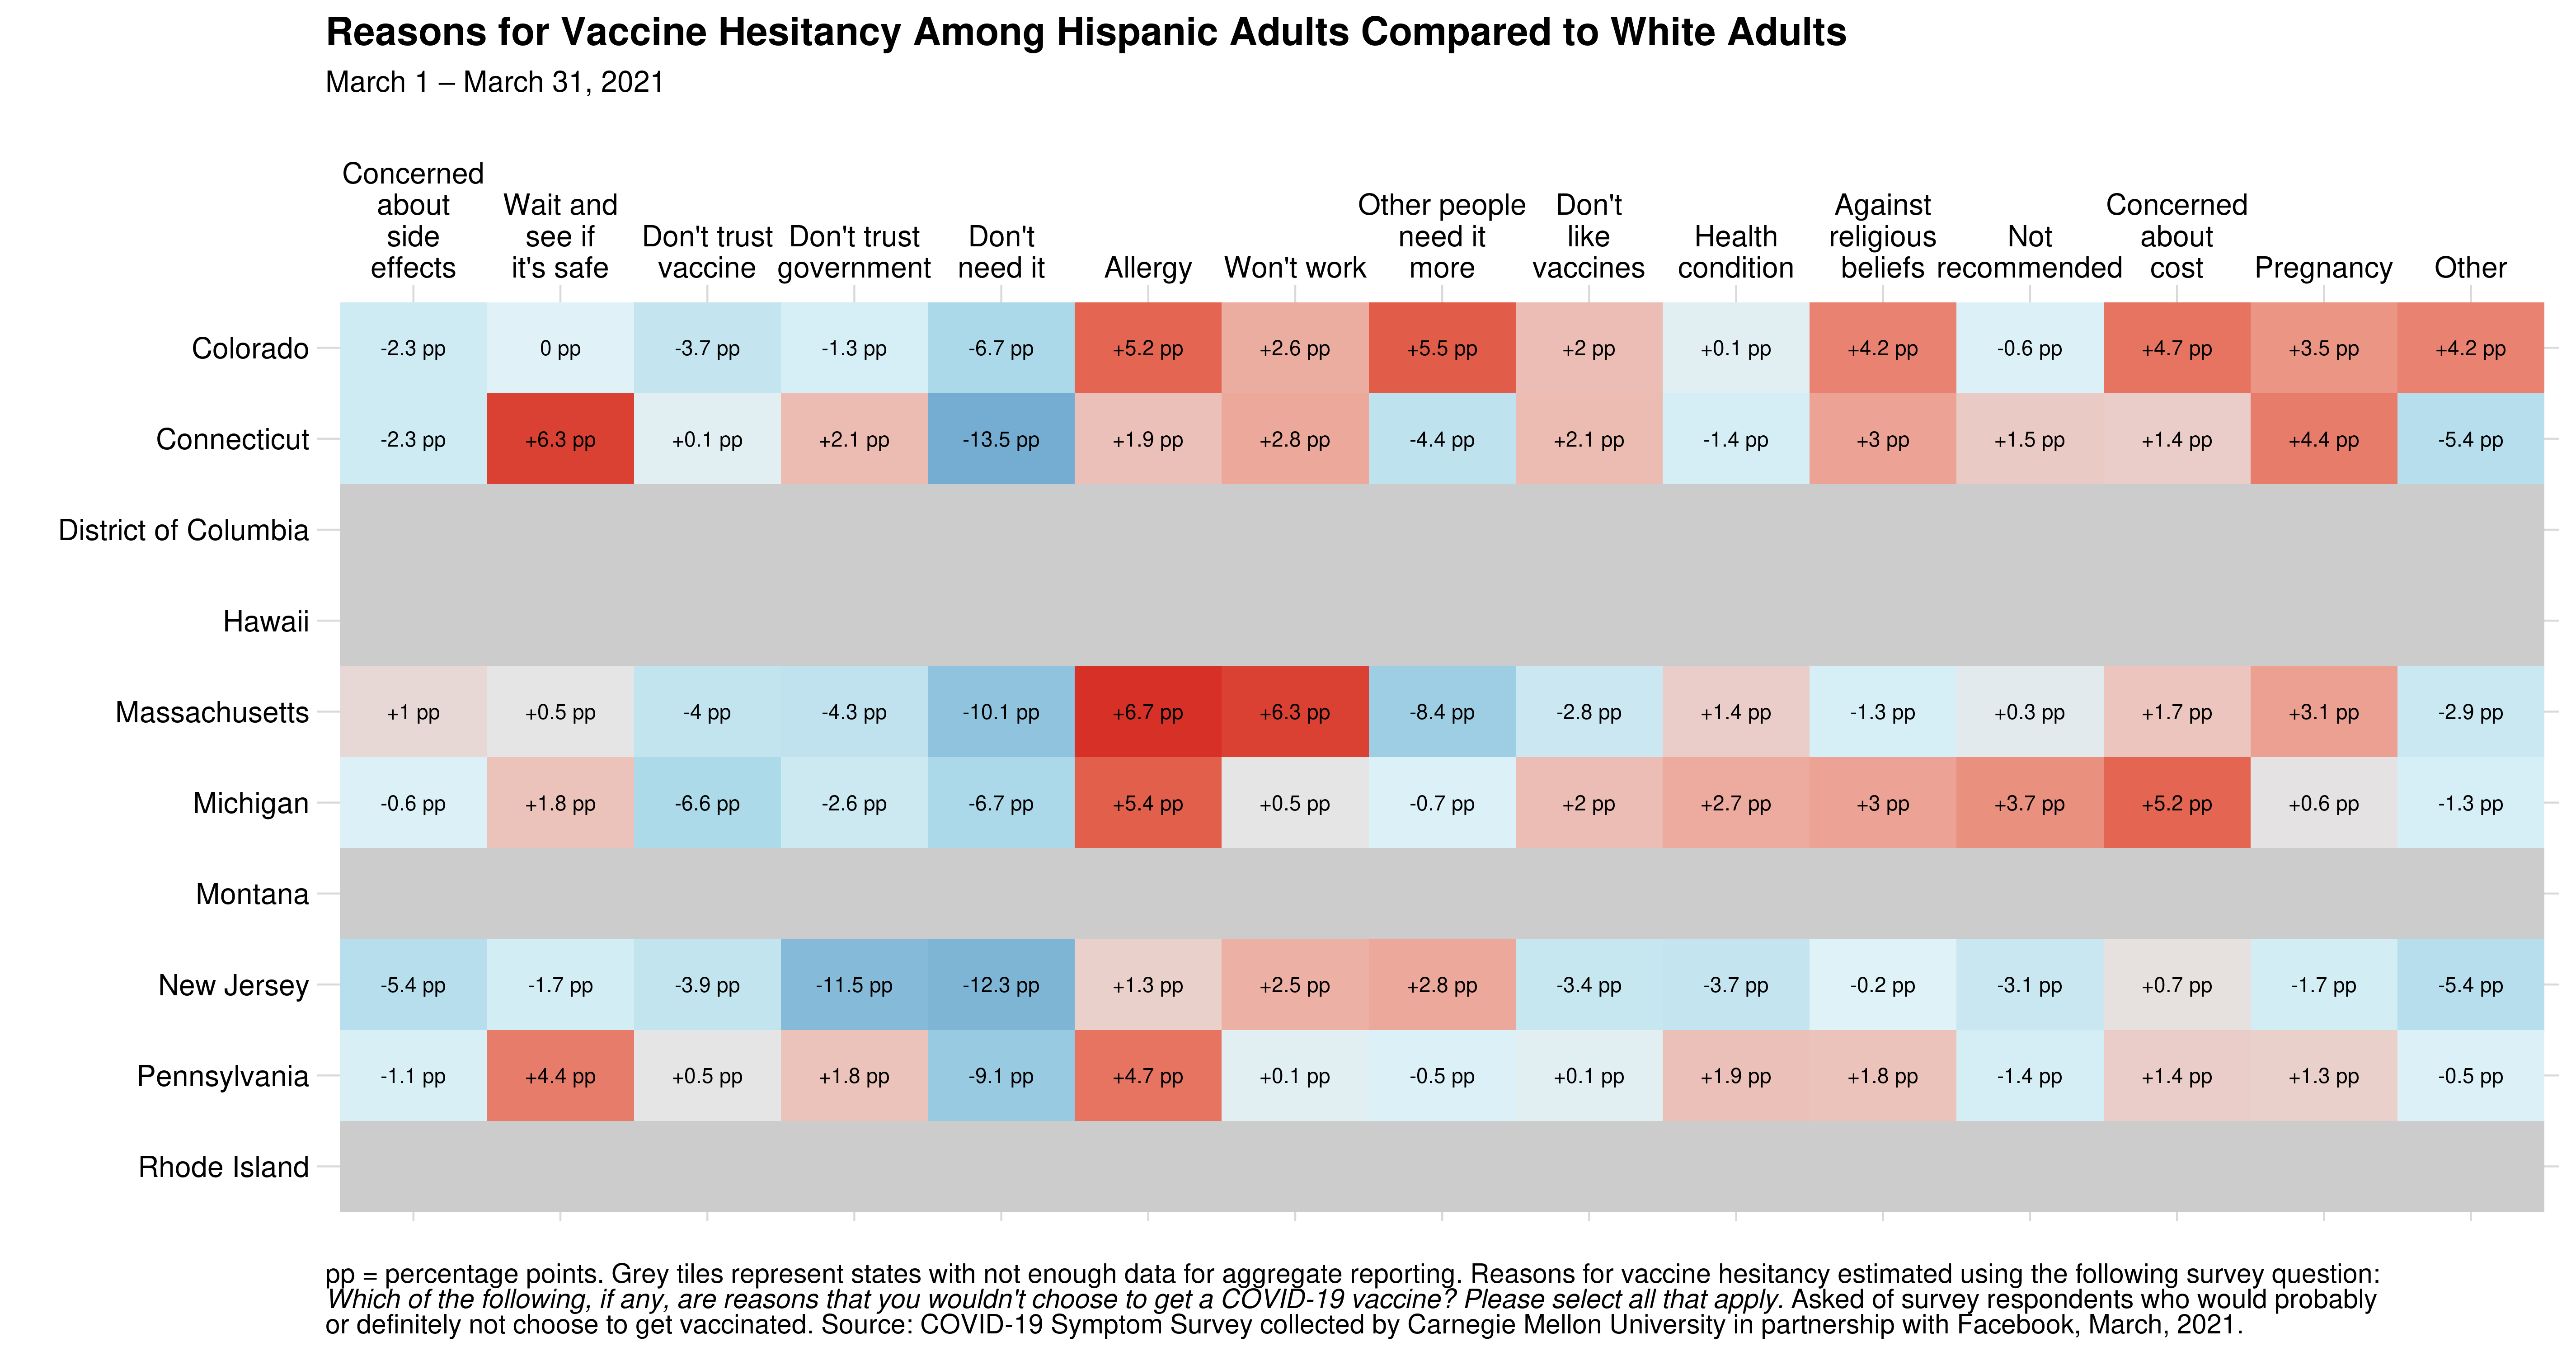 Reasons for Vaccine Hesitancy Among Hispanic Adults Compared to White Adults
March 1 – March 31, 2021
Concerned
about
side
effects
Wait and
see if
it's safe
Don't trust
vaccine
Don't trust
government
Don't
need it
Allergy
Won't work
Other people
need it
more
Don't
like
vaccines
Health
condition
Against
religious
beliefs
Not
recommended
Concerned
about
cost
Pregnancy
Other
Colorado
-2.3 pp
0 pp
-3.7 pp
-1.3 pp
-6.7 pp
+5.2 pp
+2.6 pp
+5.5 pp
+2 pp
+0.1 pp
+4.2 pp
-0.6 pp
+4.7 pp
+3.5 pp
+4.2 pp
Connecticut
-2.3 pp
+6.3 pp
+0.1 pp
+2.1 pp
-13.5 pp
+1.9 pp
+2.8 pp
-4.4 pp
+2.1 pp
-1.4 pp
+3 pp
+1.5 pp
+1.4 pp
+4.4 pp
-5.4 pp
District of Columbia
Hawaii
Massachusetts
+1 pp
+0.5 pp
-4 pp
-4.3 pp
-10.1 pp
+6.7 pp
+6.3 pp
-8.4 pp
-2.8 pp
+1.4 pp
-1.3 pp
+0.3 pp
+1.7 pp
+3.1 pp
-2.9 pp
Michigan
-0.6 pp
+1.8 pp
-6.6 pp
-2.6 pp
-6.7 pp
+5.4 pp
+0.5 pp
-0.7 pp
+2 pp
+2.7 pp
+3 pp
+3.7 pp
+5.2 pp
+0.6 pp
-1.3 pp
Montana
New Jersey
-5.4 pp
-1.7 pp
-3.9 pp
-11.5 pp
-12.3 pp
+1.3 pp
+2.5 pp
+2.8 pp
-3.4 pp
-3.7 pp
-0.2 pp
-3.1 pp
+0.7 pp
-1.7 pp
-5.4 pp
Pennsylvania
-1.1 pp
+4.4 pp
+0.5 pp
+1.8 pp
-9.1 pp
+4.7 pp
+0.1 pp
-0.5 pp
+0.1 pp
+1.9 pp
+1.8 pp
-1.4 pp
+1.4 pp
+1.3 pp
-0.5 pp
Rhode Island
pp = percentage points. Grey tiles represent states with not enough data for aggregate reporting. Reasons for vaccine hesitancy estimated using the following survey question:
Which of the following, if any, are reasons that you wouldn't choose to get a COVID-19 vaccine? Please select all that apply. Asked of survey respondents who would probably
or definitely not choose to get vaccinated. Source: COVID-19 Symptom Survey collected by Carnegie Mellon University in partnership with Facebook, March, 2021.